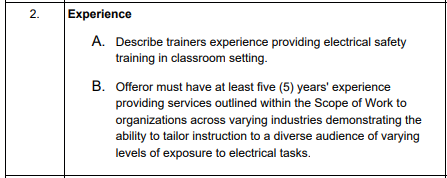 2. Experience
A. Describe trainers experience providing electrical safety
training in classroom setting.
B. Offeror must have at least five (5) years' experience
providing services outlined within the Scope of Work to
organizations across varying industries demonstrating the
ability to tailor instruction to a diverse audience of varying
levels of exposure to electrical tasks.